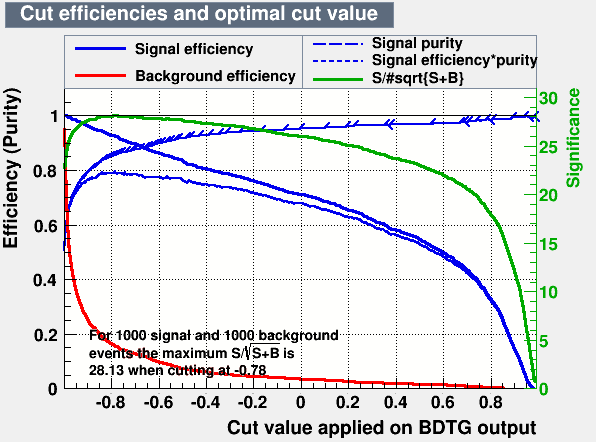 Cut efficiencies and optimal cut value
Signal efficiency
Background efficiency
Signal purity
Signal efficiency*purity
S/#sqrt{S+B}
Efficiency (Purity)
1
0.8
0.6
0.4
0.2
0
Significance
30
25
20
15
10
5
0
For 1000 signal and 1000 background
events the maximum S/√S+B is
28.13 when cutting at -0.78
-0.8 -0.6 -0.4 -0.2 0 0.2 0.4 0.6 0.8
Cut value applied on BDTG output